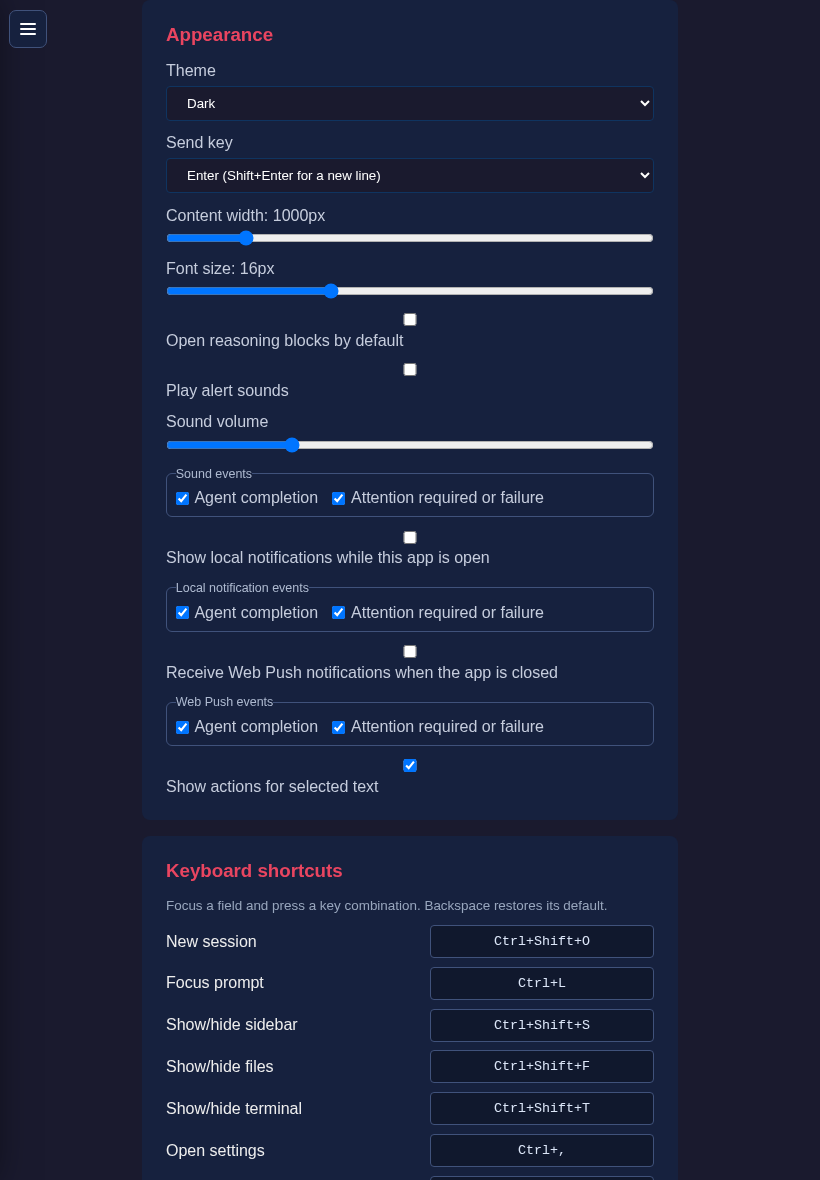 Appearance
Theme
Dark
Send key
Enter (Shift+Enter for a new line)
Content width: 1000px
Font size: 16px
Open reasoning blocks by default
Play alert sounds
Sound volume
Sound events
Agent completion Attention required or failure
Show local notifications while this app is open
Local notification events
Agent completion Attention required or failure
Receive Web Push notifications when the app is closed
Web Push events
Agent completion Attention required or failure
Show actions for selected text
Keyboard shortcuts
Focus a field and press a key combination. Backspace restores its default.
New session Ctrl+Shift+O
Focus prompt Ctrl+L
Show/hide sidebar Ctrl+Shift+S
Show/hide files Ctrl+Shift+F
Show/hide terminal Ctrl+Shift+T
Open settings Ctrl+,